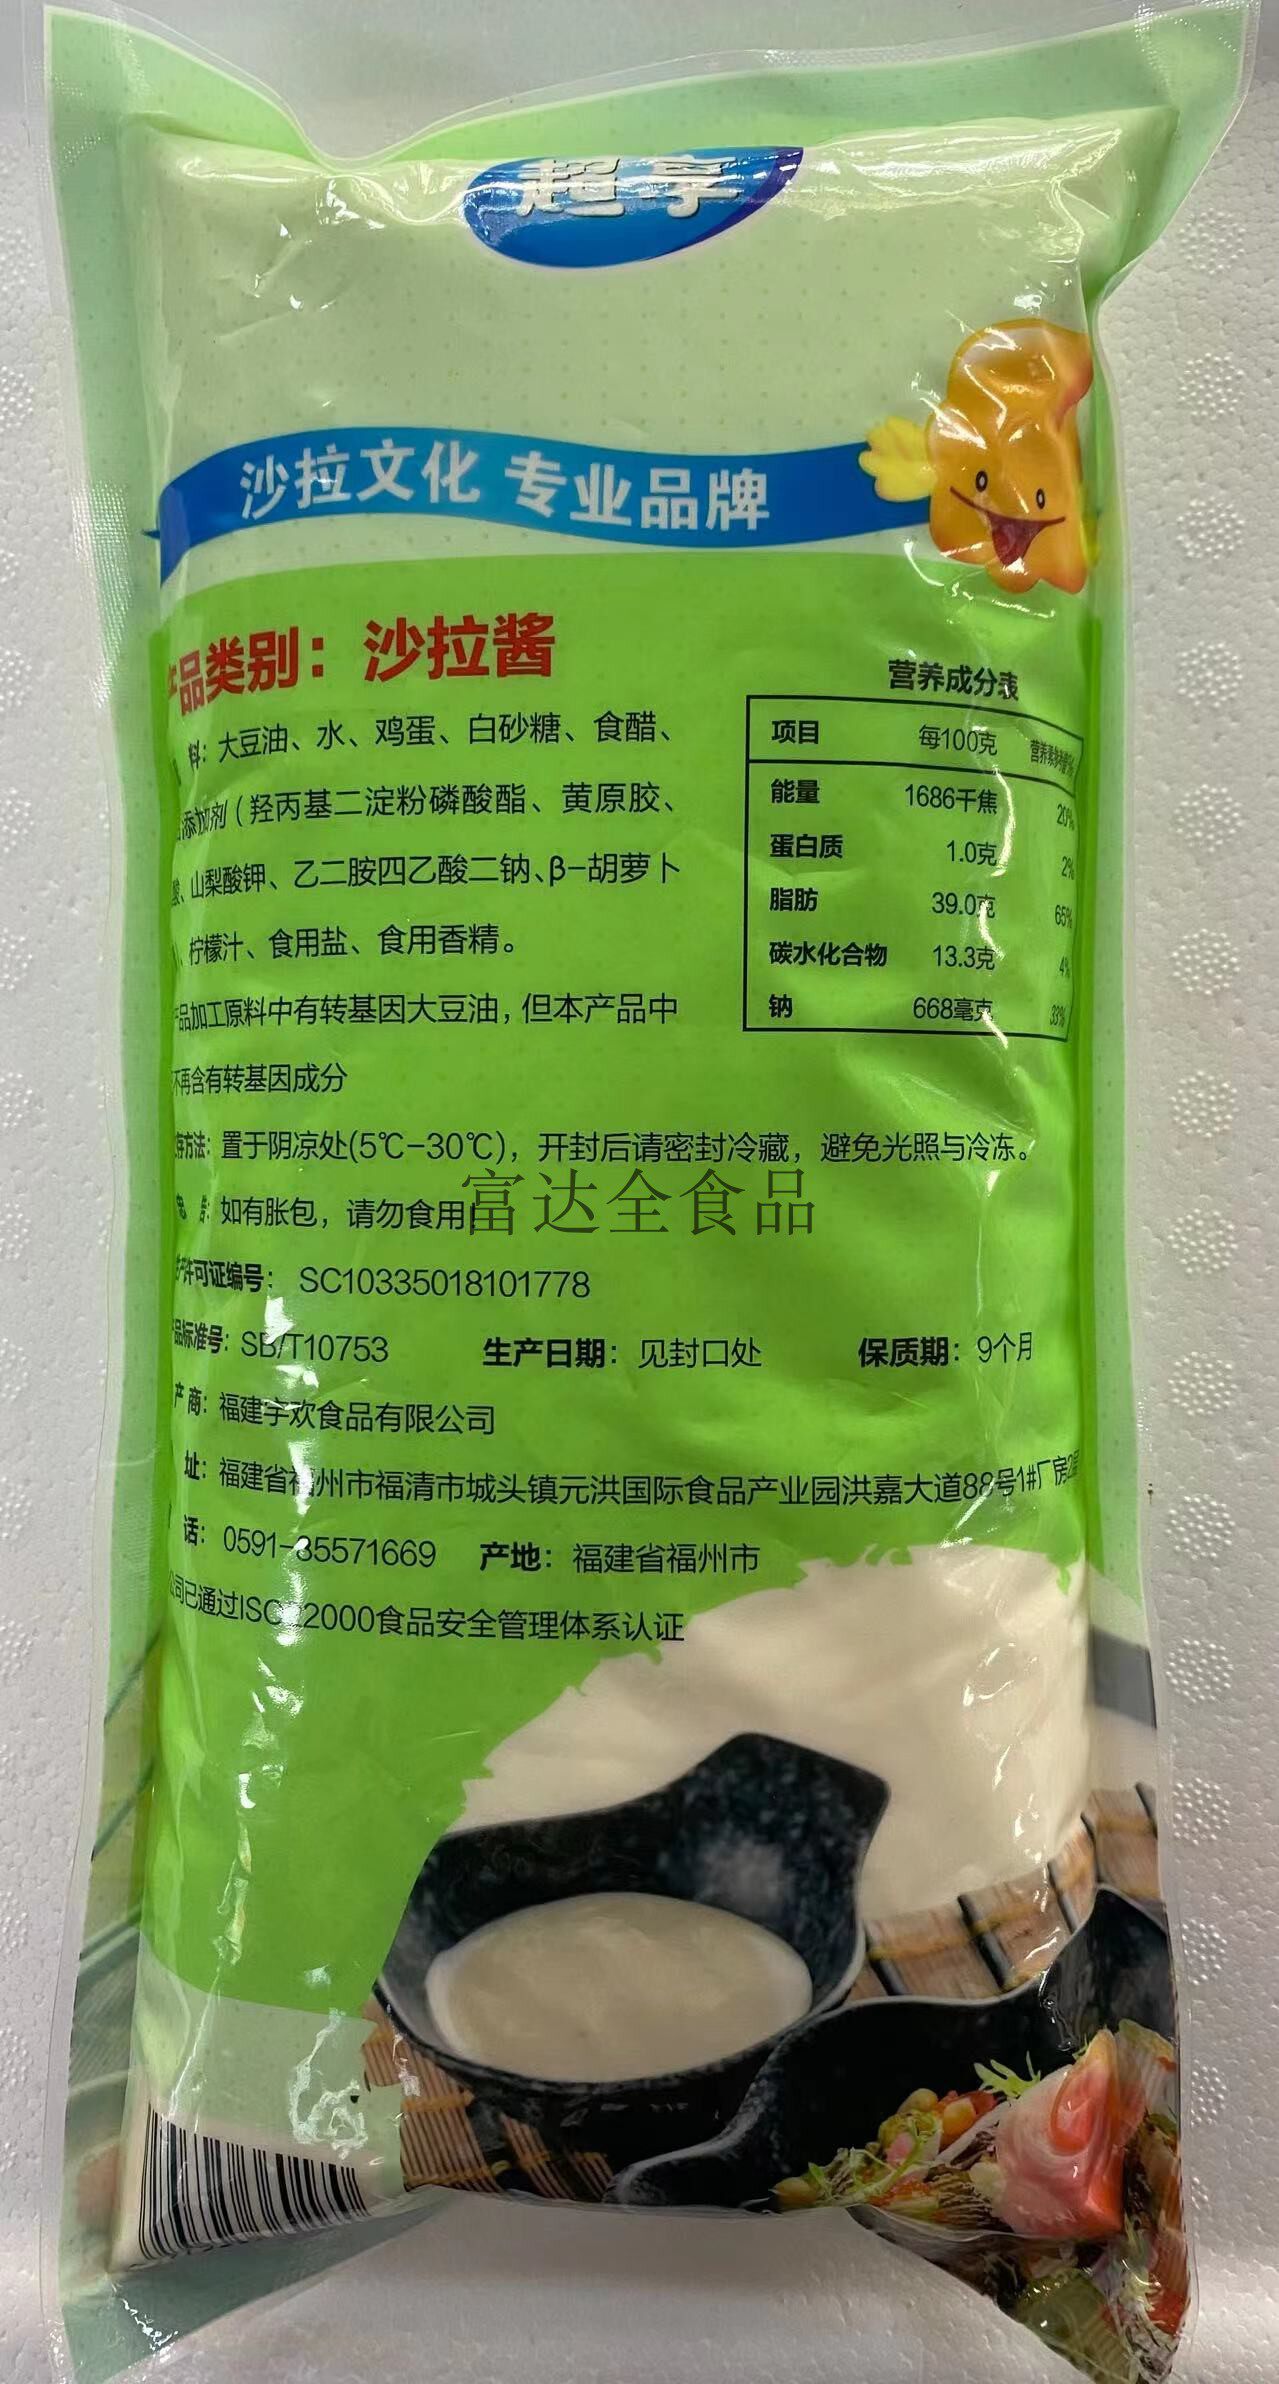 超享
沙拉文化 专业品牌
品类别：沙拉酱
料：大豆油、水、鸡蛋、白砂糖、食醋、
添加剂（羟丙基二淀粉磷酸酯、黄原胶、
酸、山梨酸钾、乙二胺四乙酸二钠、β-胡萝卜
、柠檬汁、食用盐、食用香精。
品加工原料中有转基因大豆油，但本产品中
不再含有转基因成分
营养成分表
项目 每100克 营养素参考值%
能量 1686千焦 20%
蛋白质 1.0克 2%
脂肪 39.0克 65%
碳水化合物 13.3克 4%
钠 668毫克 33%
存方法：置于阴凉处(5℃-30℃)，开封后请密封冷藏，避免光照与冷冻。
告：如有胀包，请勿食用
富达全食品
产许可证编号： SC10335018101778
品标准号：SB/T10753 生产日期：见封口处 保质期：9个月
产商：福建宇欢食品有限公司
址：福建省福州市福清市城头镇元洪国际食品产业园洪嘉大道88号1#厂房2层
话：0591-35571669 产地：福建省福州市
公司已通过ISO22000食品安全管理体系认证